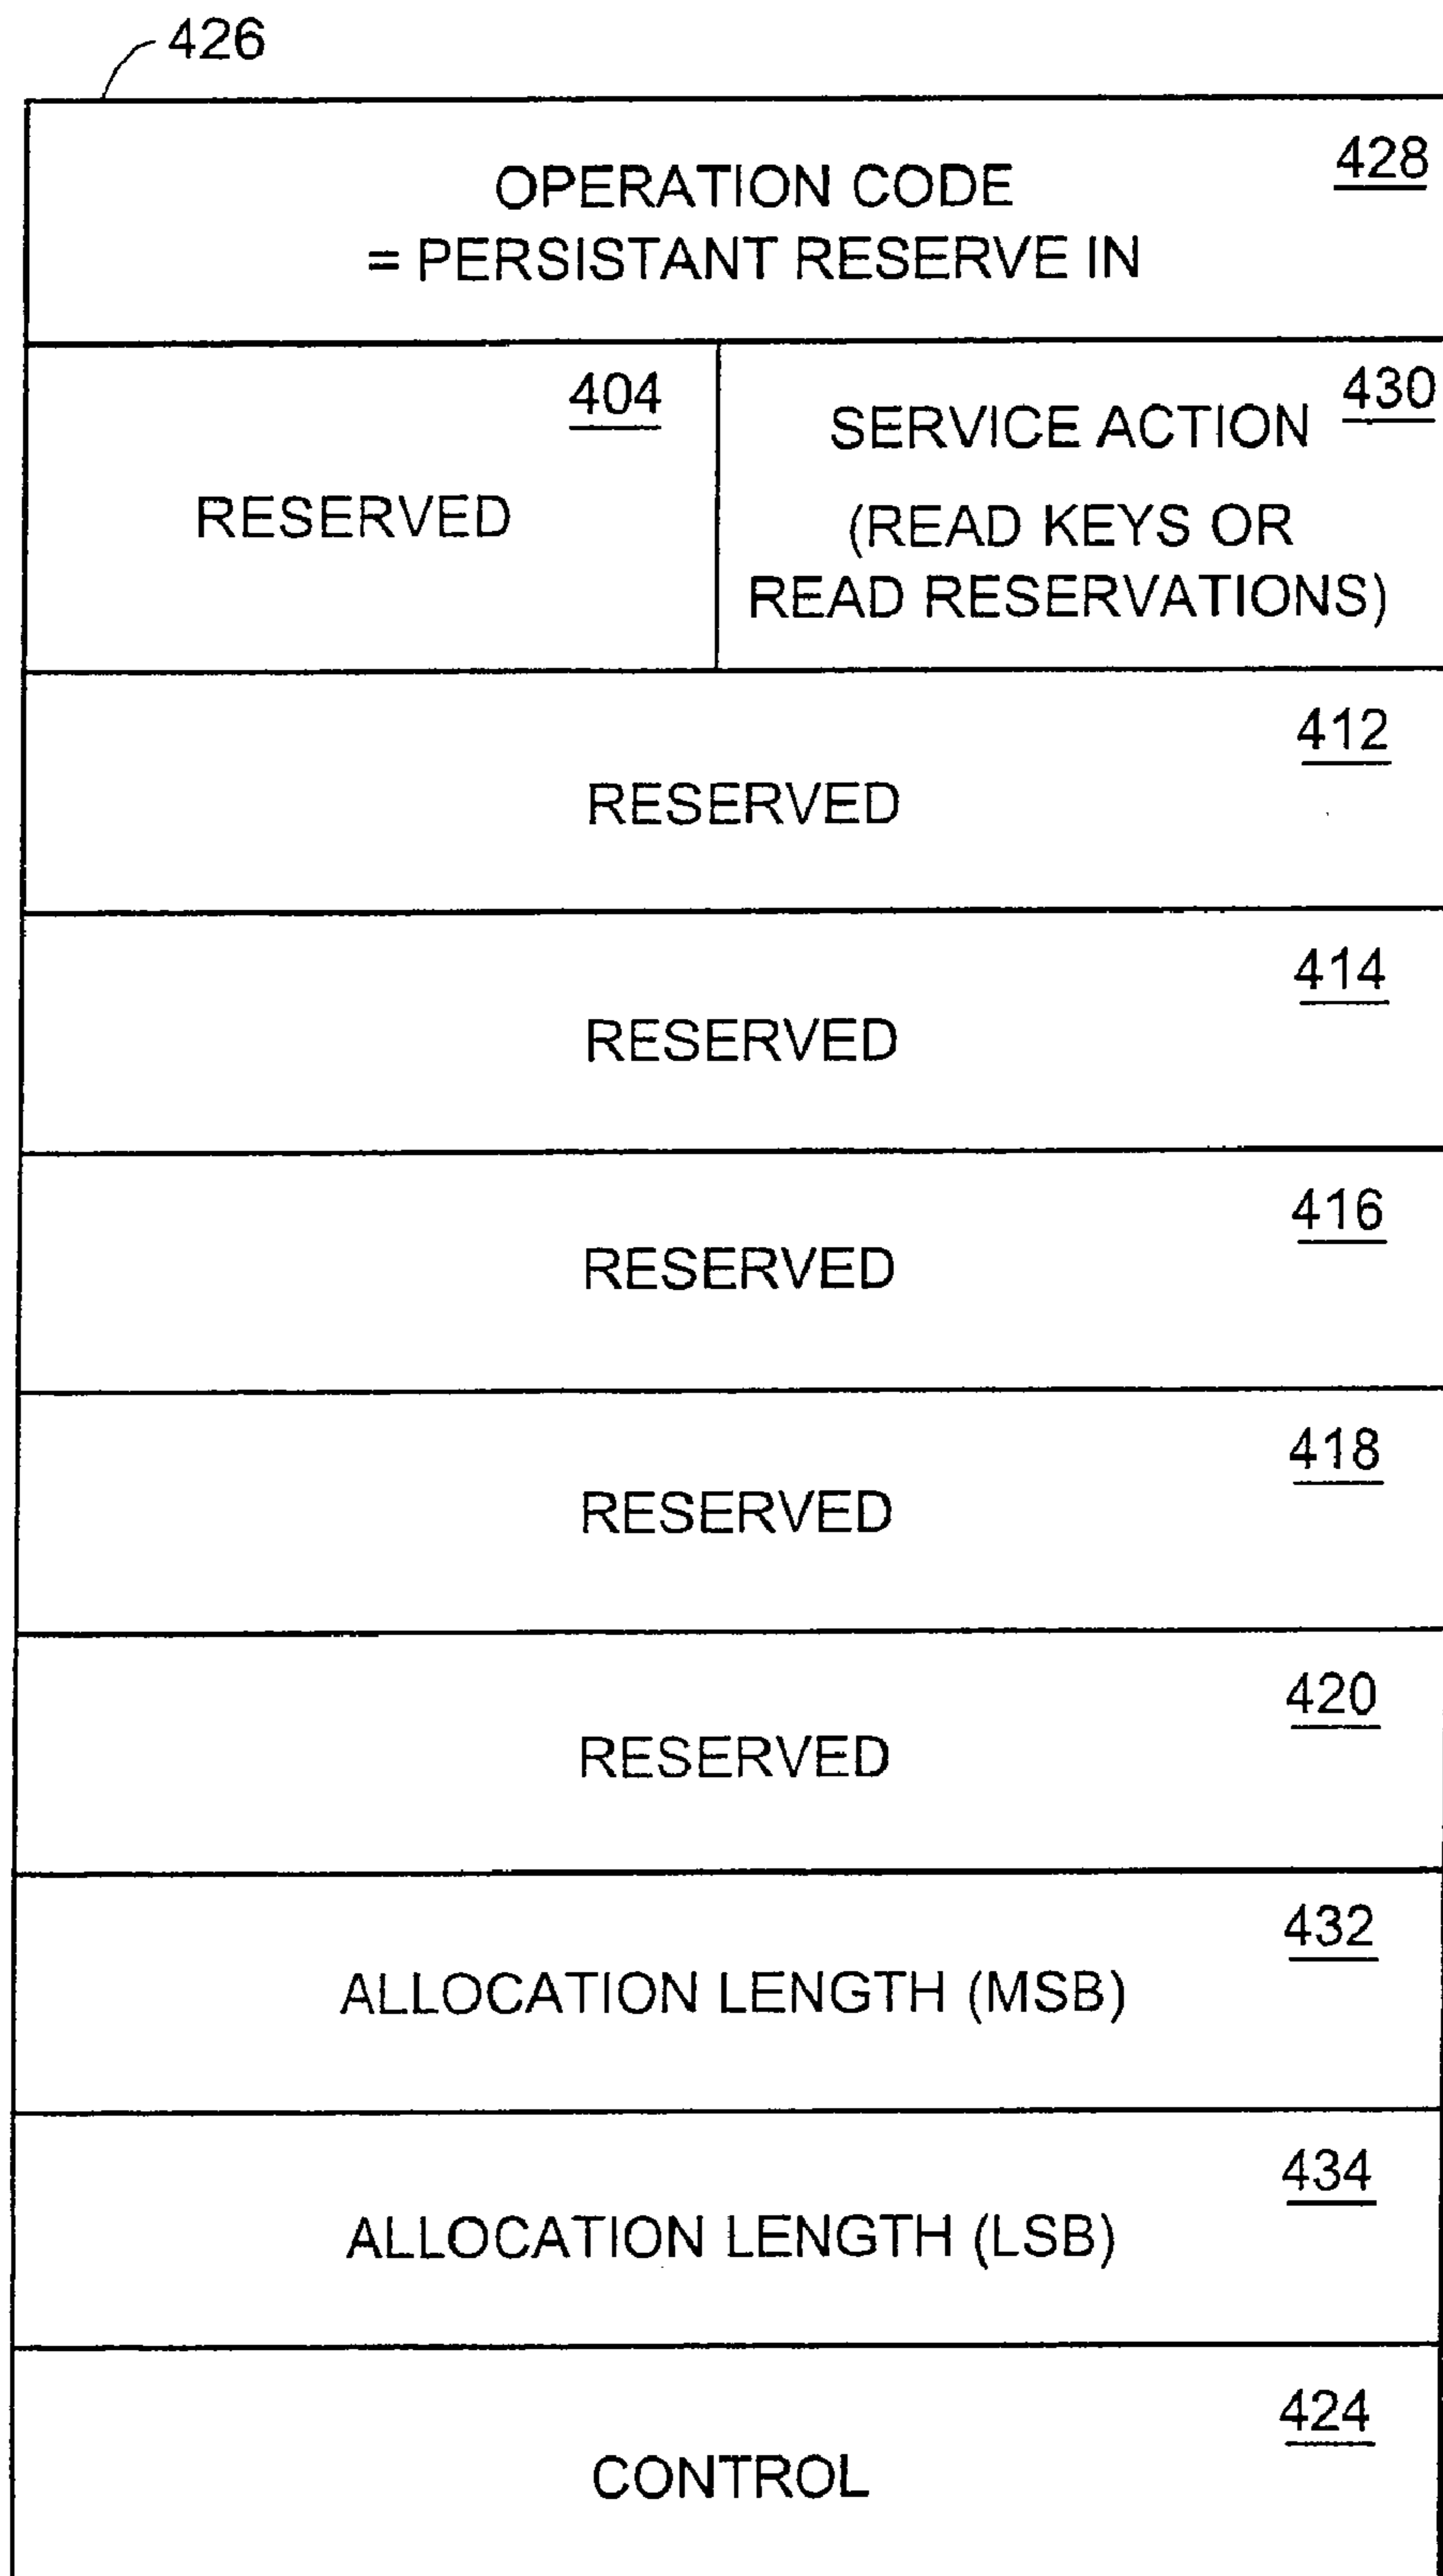 426
428
OPERATION CODE
= PERSISTANT RESERVE IN
404
RESERVED
430
SERVICE ACTION
(READ KEYS OR
READ RESERVATIONS)
412
RESERVED
414
RESERVED
416
RESERVED
418
RESERVED
420
RESERVED
432
ALLOCATION LENGTH (MSB)
434
ALLOCATION LENGTH (LSB)
424
CONTROL